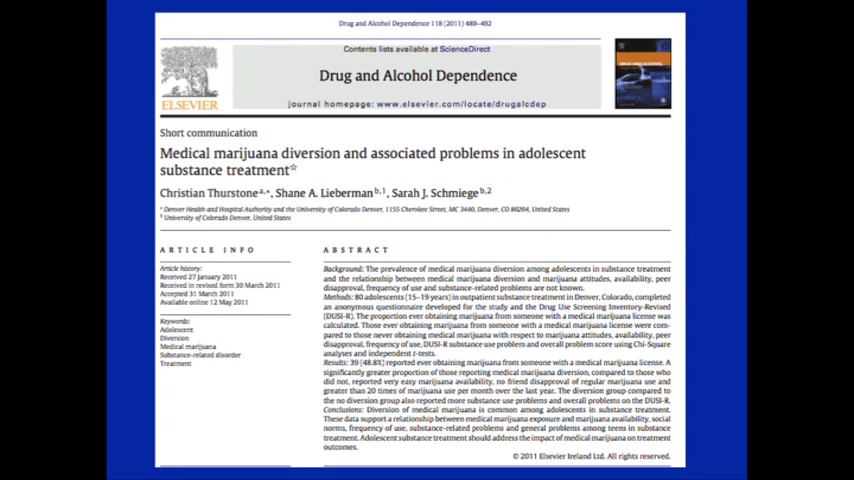 Drug and Alcohol Dependence 118 (2011) 489–492
Contents lists available at ScienceDirect
Drug and Alcohol Dependence
journal homepage: www.elsevier.com/locate/drugalcdep
ELSEVIER
Short communication
Medical marijuana diversion and associated problems in adolescent
substance treatment☆
Christian Thurstone a,*, Shane A. Lieberman b,1, Sarah J. Schmiege b,2
a Denver Health and Hospital Authority and the University of Colorado Denver, 1155 Cherokee Street, MC 3440, Denver, CO 80204, United States
b University of Colorado Denver, United States
ARTICLE INFO
Article history:
Received 27 January 2011
Received in revised form 30 March 2011
Accepted 31 March 2011
Available online 12 May 2011
Keywords:
Adolescent
Diversion
Medical marijuana
Substance-related disorder
Treatment
ABSTRACT
Background: The prevalence of medical marijuana diversion among adolescents in substance treatment
and the relationship between medical marijuana diversion and marijuana attitudes, availability, peer
disapproval, frequency of use and substance-related problems are not known.
Methods: 80 adolescents (15–19 years) in outpatient substance treatment in Denver, Colorado, completed
an anonymous questionnaire developed for the study and the Drug Use Screening Inventory-Revised
(DUSI-R). The proportion ever obtaining marijuana from someone with a medical marijuana license was
calculated. Those ever obtaining marijuana from someone with a medical marijuana license were com-
pared to those never obtaining medical marijuana with respect to marijuana attitudes, availability, peer
disapproval, frequency of use, DUSI-R substance use problem and overall problem score using Chi-Square
analyses and independent t-tests.
Results: 39 (48.8%) reported ever obtaining marijuana from someone with a medical marijuana license. A
significantly greater proportion of those reporting medical marijuana diversion, compared to those who
did not, reported very easy marijuana availability, no friend disapproval of regular marijuana use and
greater than 20 times of marijuana use per month over the last year. The diversion group compared to
the no diversion group also reported more substance use problems and overall problems on the DUSI-R.
Conclusions: Diversion of medical marijuana is common among adolescents in substance treatment.
These data support a relationship between medical marijuana exposure and marijuana availability, social
norms, frequency of use, substance-related problems and general problems among teens in substance
treatment. Adolescent substance treatment should address the impact of medical marijuana on treatment
outcomes.
© 2011 Elsevier Ireland Ltd. All rights reserved.